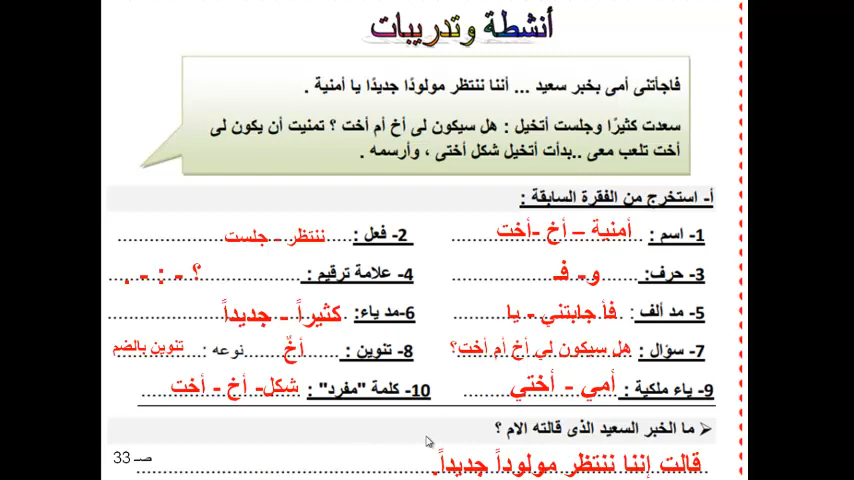 أنشطة وتدريبات
فاجأتنى أمى بخبر سعيد ... أننا ننتظر مولودًا جديدًا يا أمنية .
سعدت كثيرًا وجلست أتخيل : هل سيكون لى أخ أم أخت ؟ تمنيت أن يكون لى
أخت تلعب معى ..بدأت أتخيل شكل أختى ، وأرسمه .
أ- استخرج من الفقرة السابقة :
1- اسم : أمنية – أخ -أخت 2- فعل : ننتظر - جلست
3- حرف: و- فـ 4- علامة ترقيم : ؟ - : - .
5- مد ألف : فأ جابتني - يا 6-مد ياء: كثيراً - جديداً
7- سؤال : هل سيكون لي أخ أم أخت؟ 8- تنوين : أخٌ نوعه : تنوين بالضم
9- ياء ملكية : أمي - أختي 10- كلمة "مفرد" : شكل- أخ - أخت
➢ ما الخبر السعيد الذى قالته الام ؟
قالت إننا ننتظر مولوداً جديداً.
صـ 33